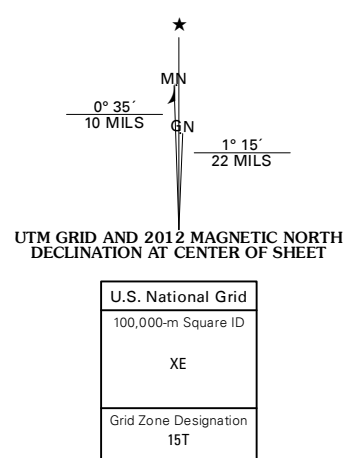 ★
MN
0° 35´
10 MILS
GN
1° 15´
22 MILS
UTM GRID AND 2012 MAGNETIC NORTH
DECLINATION AT CENTER OF SHEET
U.S. National Grid
100,000-m Square ID
XE
Grid Zone Designation
15T